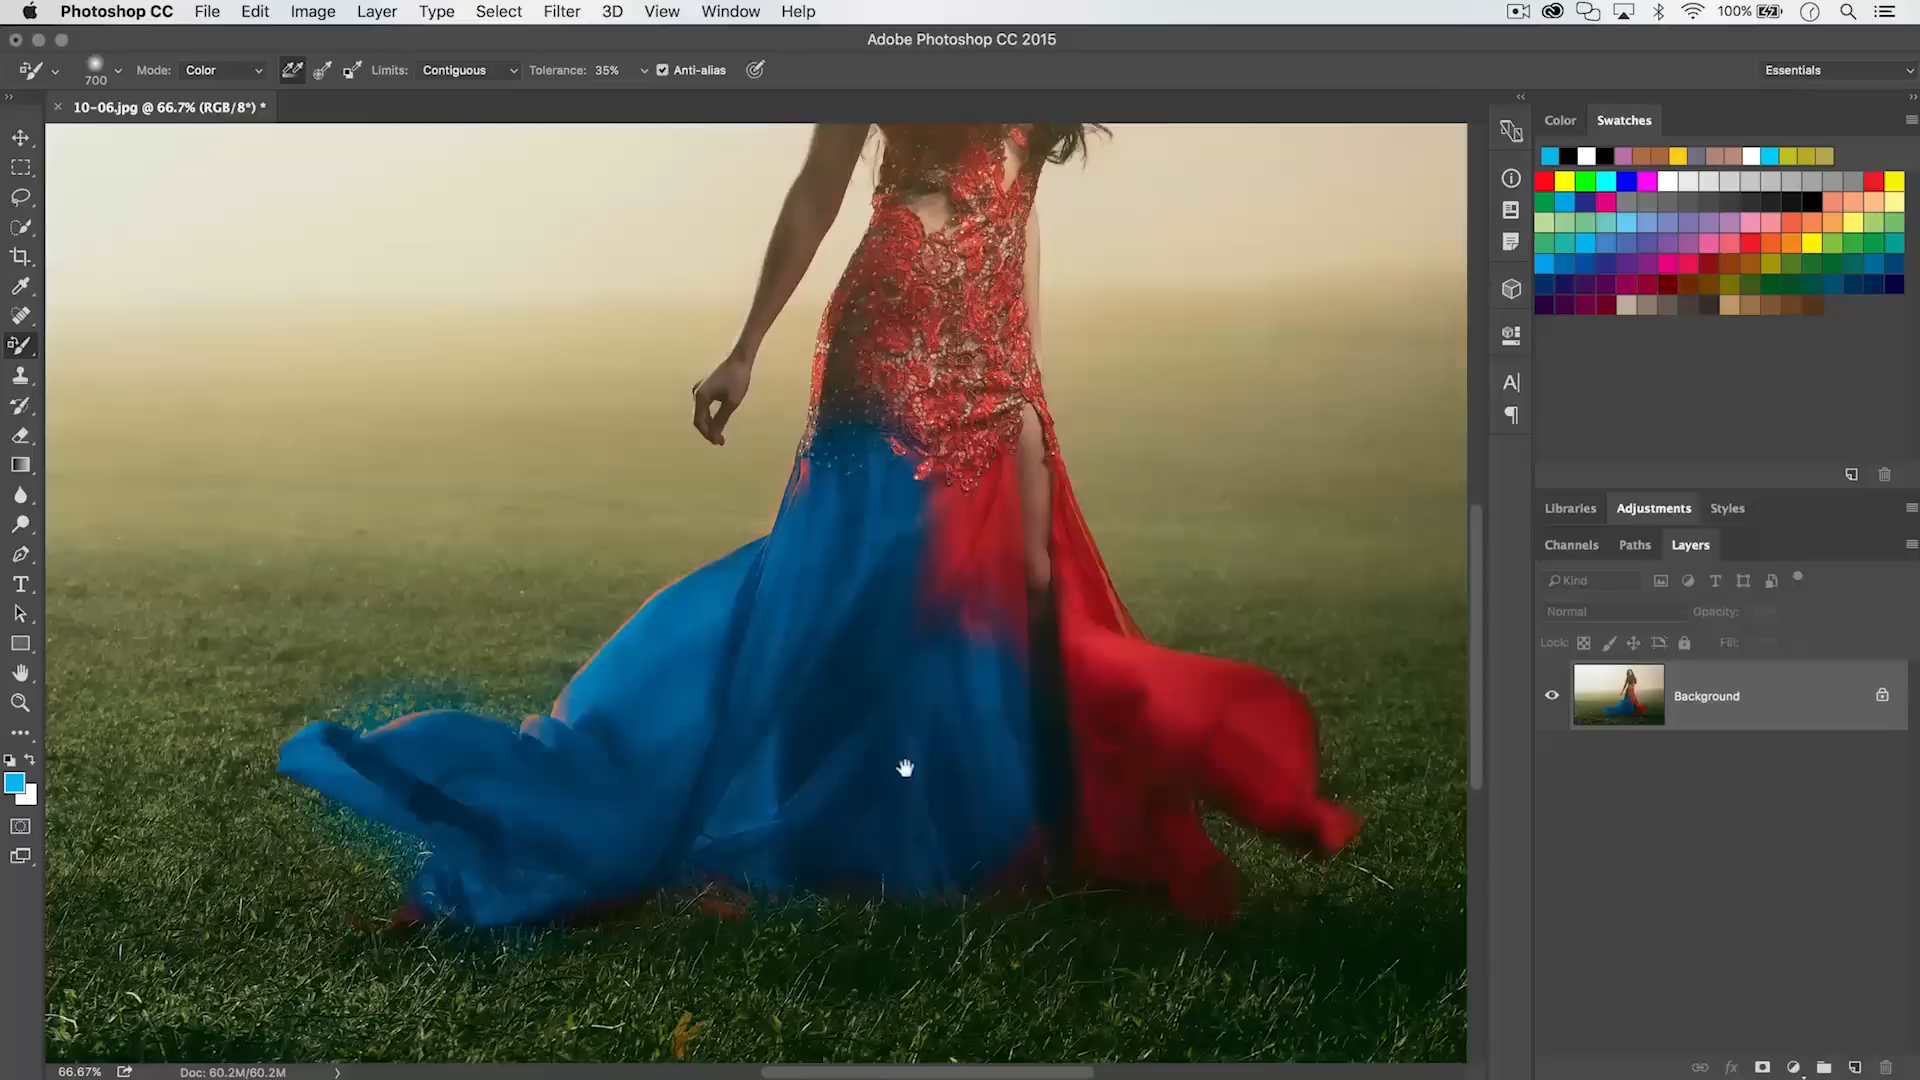 Photoshop CC File Edit Image Layer Type Select Filter 3D View Window Help 100%
Adobe Photoshop CC 2015
700 Mode: Color Limits: Contiguous Tolerance: 35% Anti-alias Essentials
× 10-06.jpg @ 66.7% (RGB/8*) *
Color Swatches
Libraries Adjustments Styles
Channels Paths Layers
Kind
Normal Opacity:
Lock: Fill:
Background
66.67% Doc: 60.2M/60.2M